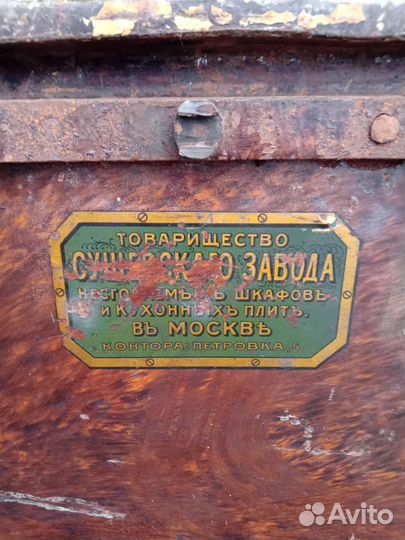 ТОВАРИЩЕСТВО
СУЩЕВСКАГО ЗАВОДА
НЕСГОРАЕМЫХЪ ШКАФОВЪ
И КУХОННЫХЪ ПЛИТЪ.
ВЪ МОСКВѢ
КОНТОРА: ПЕТРОВКА, 5.
Avito